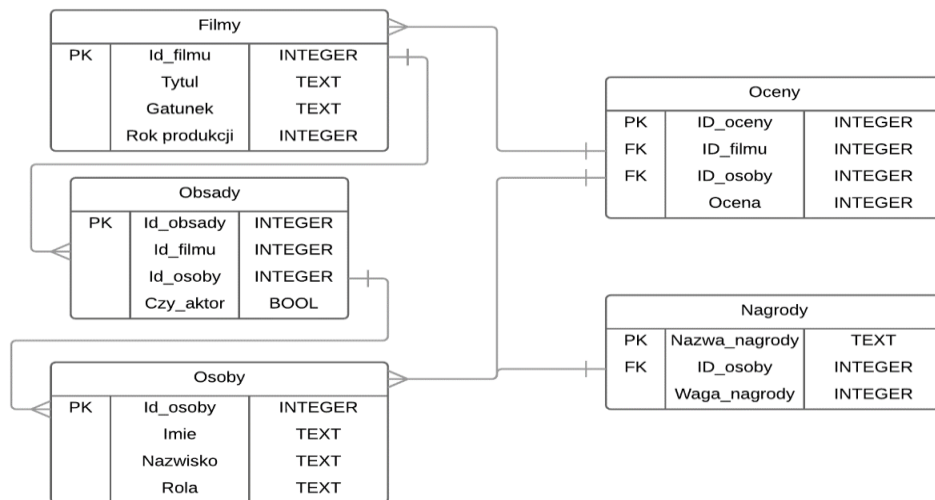 Filmy
PK Id_filmu INTEGER
Tytul TEXT
Gatunek TEXT
Rok produkcji INTEGER
Obsady
PK Id_obsady INTEGER
Id_filmu INTEGER
Id_osoby INTEGER
Czy_aktor BOOL
Osoby
PK Id_osoby INTEGER
Imie TEXT
Nazwisko TEXT
Rola TEXT
Oceny
PK ID_oceny INTEGER
FK ID_filmu INTEGER
FK ID_osoby INTEGER
Ocena INTEGER
Nagrody
PK Nazwa_nagrody TEXT
FK ID_osoby INTEGER
Waga_nagrody INTEGER